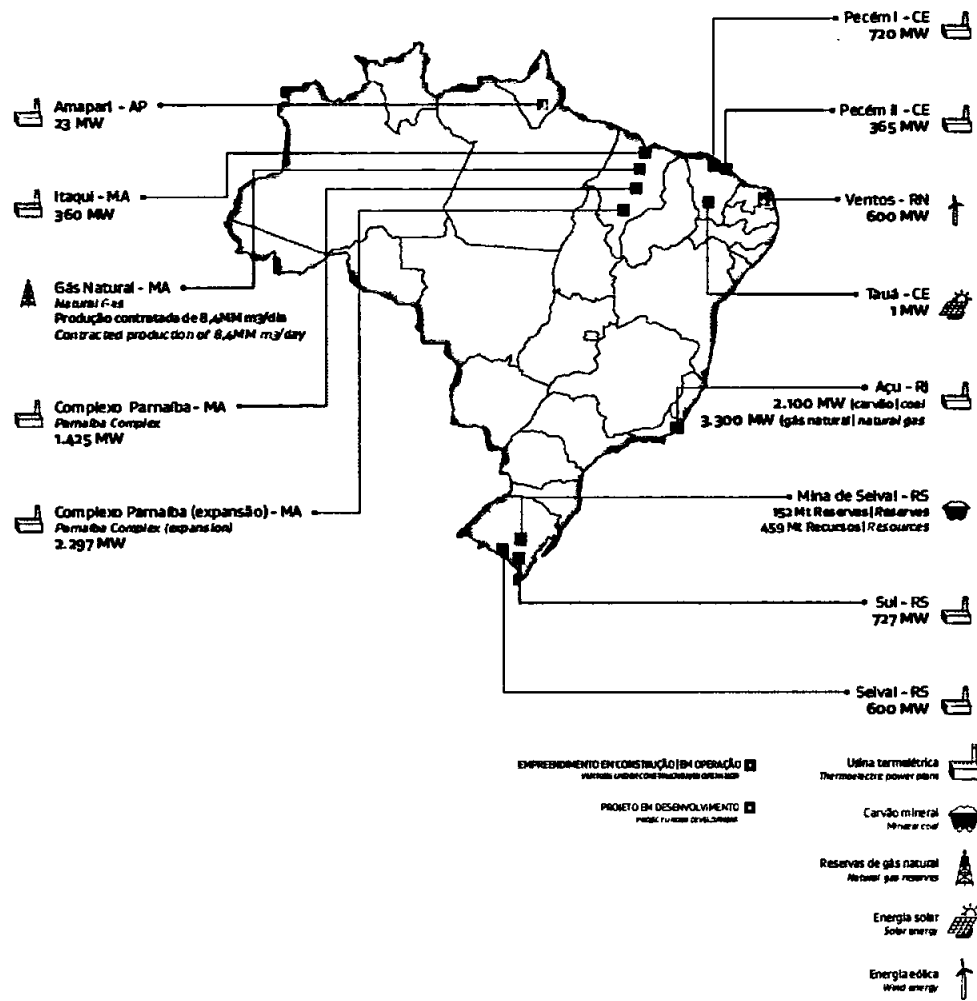 Pecém I - CE
720 MW
Amapari - AP
23 MW
Pecém II - CE
365 MW
Itaqui - MA
360 MW
Ventos - RN
600 MW
Gás Natural - MA
Natural Gas
Produção contratada de 8,4MM m3/dia
Contracted production of 8,4MM m3/day
Tauá - CE
1 MW
Complexo Parnaíba - MA
Parnaíba Complex
1.425 MW
Açu - RJ
2.100 MW (carvão|coal
3.300 MW (gás natural|natural gas
Complexo Parnaíba (expansão) - MA
Parnaíba Complex (expansion)
2.297 MW
Mina de Seival - RS
152 Mt Reservas|Reserves
459 Mt Recursos|Resources
Sul - RS
727 MW
Seival - RS
600 MW
EMPREENDIMENTO EM CONSTRUÇÃO|EM OPERAÇÃO
PROJETO EM DESENVOLVIMENTO
Usina termelétrica
Thermoelectric power plant
Carvão mineral
Mineral coal
Reservas de gás natural
Natural gas reserves
Energia solar
Solar energy
Energia eólica
Wind energy